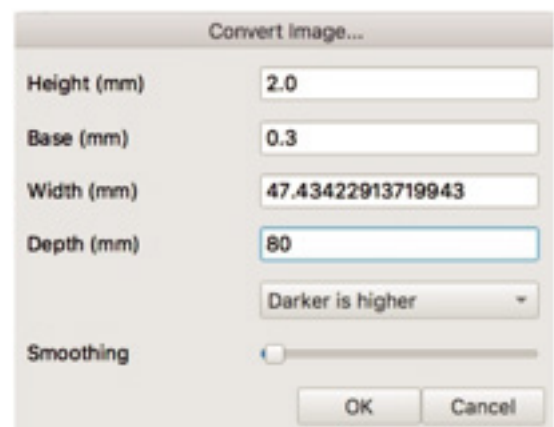 Convert Image...
Height (mm) 2.0
Base (mm) 0.3
Width (mm) 47.43422913719943
Depth (mm) 80
Darker is higher
Smoothing
OK Cancel